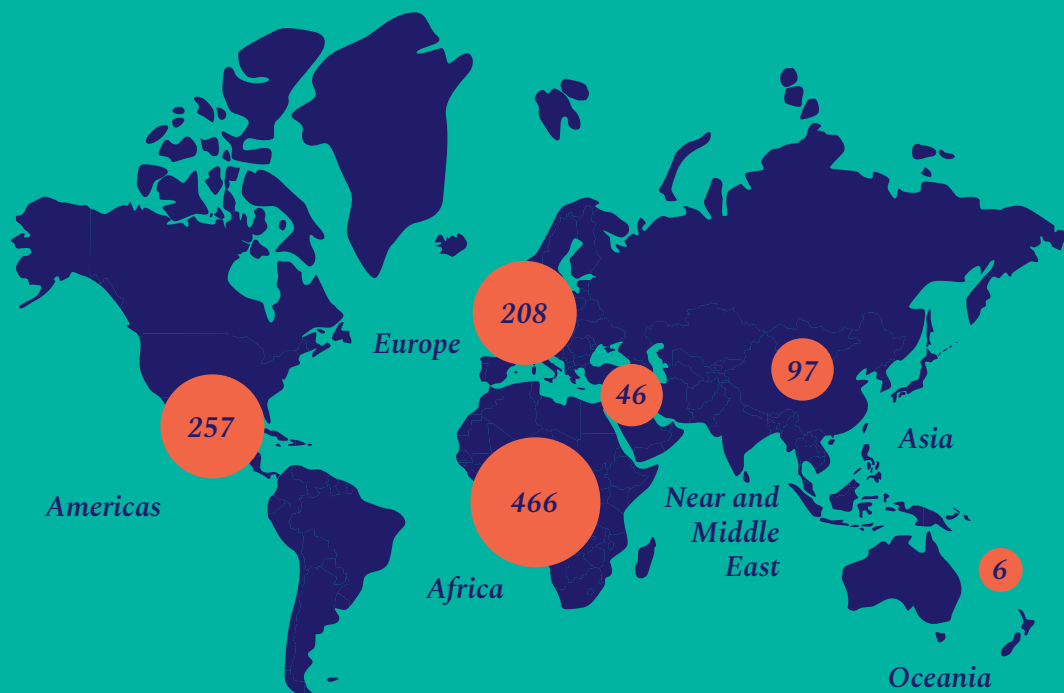 208
Europe
97
46
257
Asia
Americas
466
Near and
Middle
East
Africa
6
Oceania